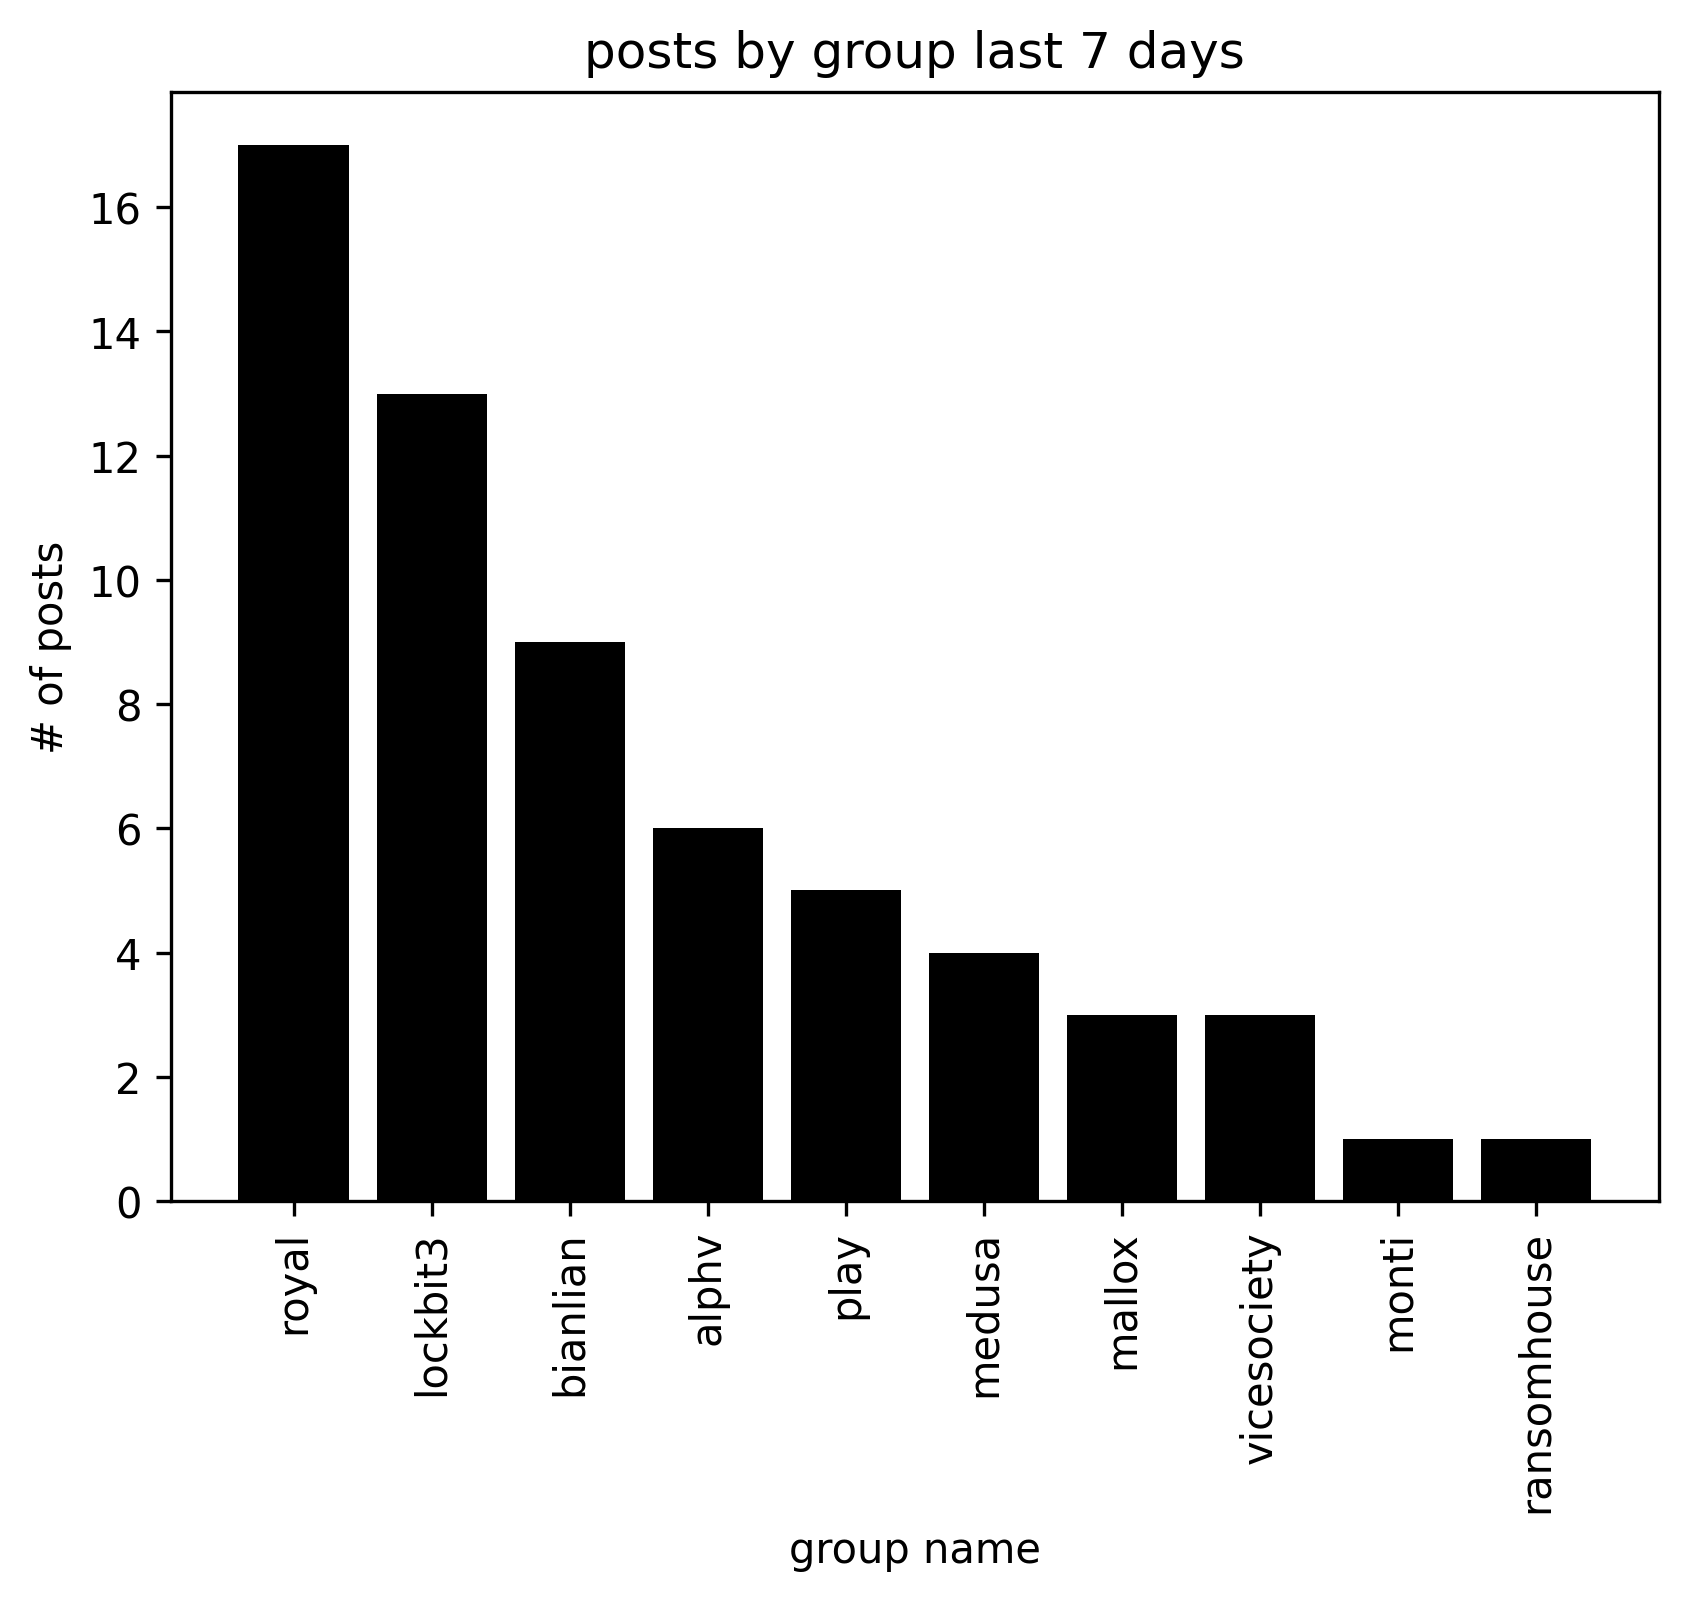 posts by group last 7 days
# of posts
16
14
12
10
8
6
4
2
0
royal
lockbit3
bianlian
alphv
play
medusa
mallox
vicesociety
monti
ransomhouse
group name